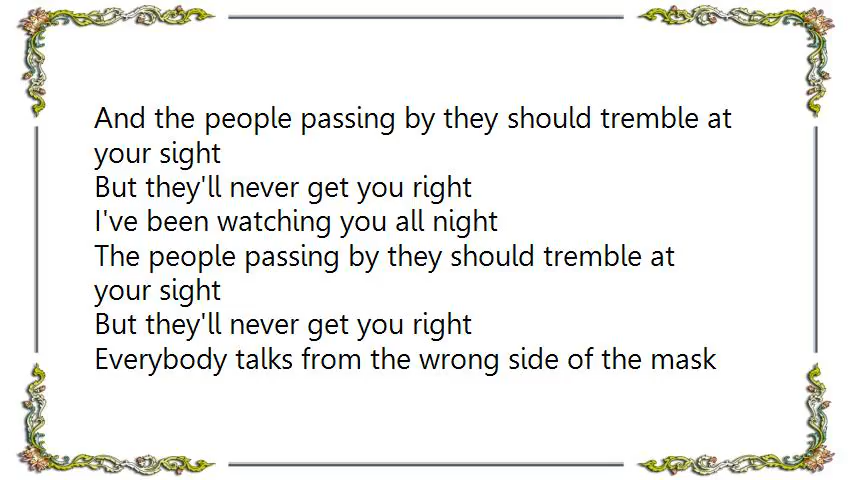 And the people passing by they should tremble at
your sight
But they'll never get you right
I've been watching you all night
The people passing by they should tremble at
your sight
But they'll never get you right
Everybody talks from the wrong side of the mask